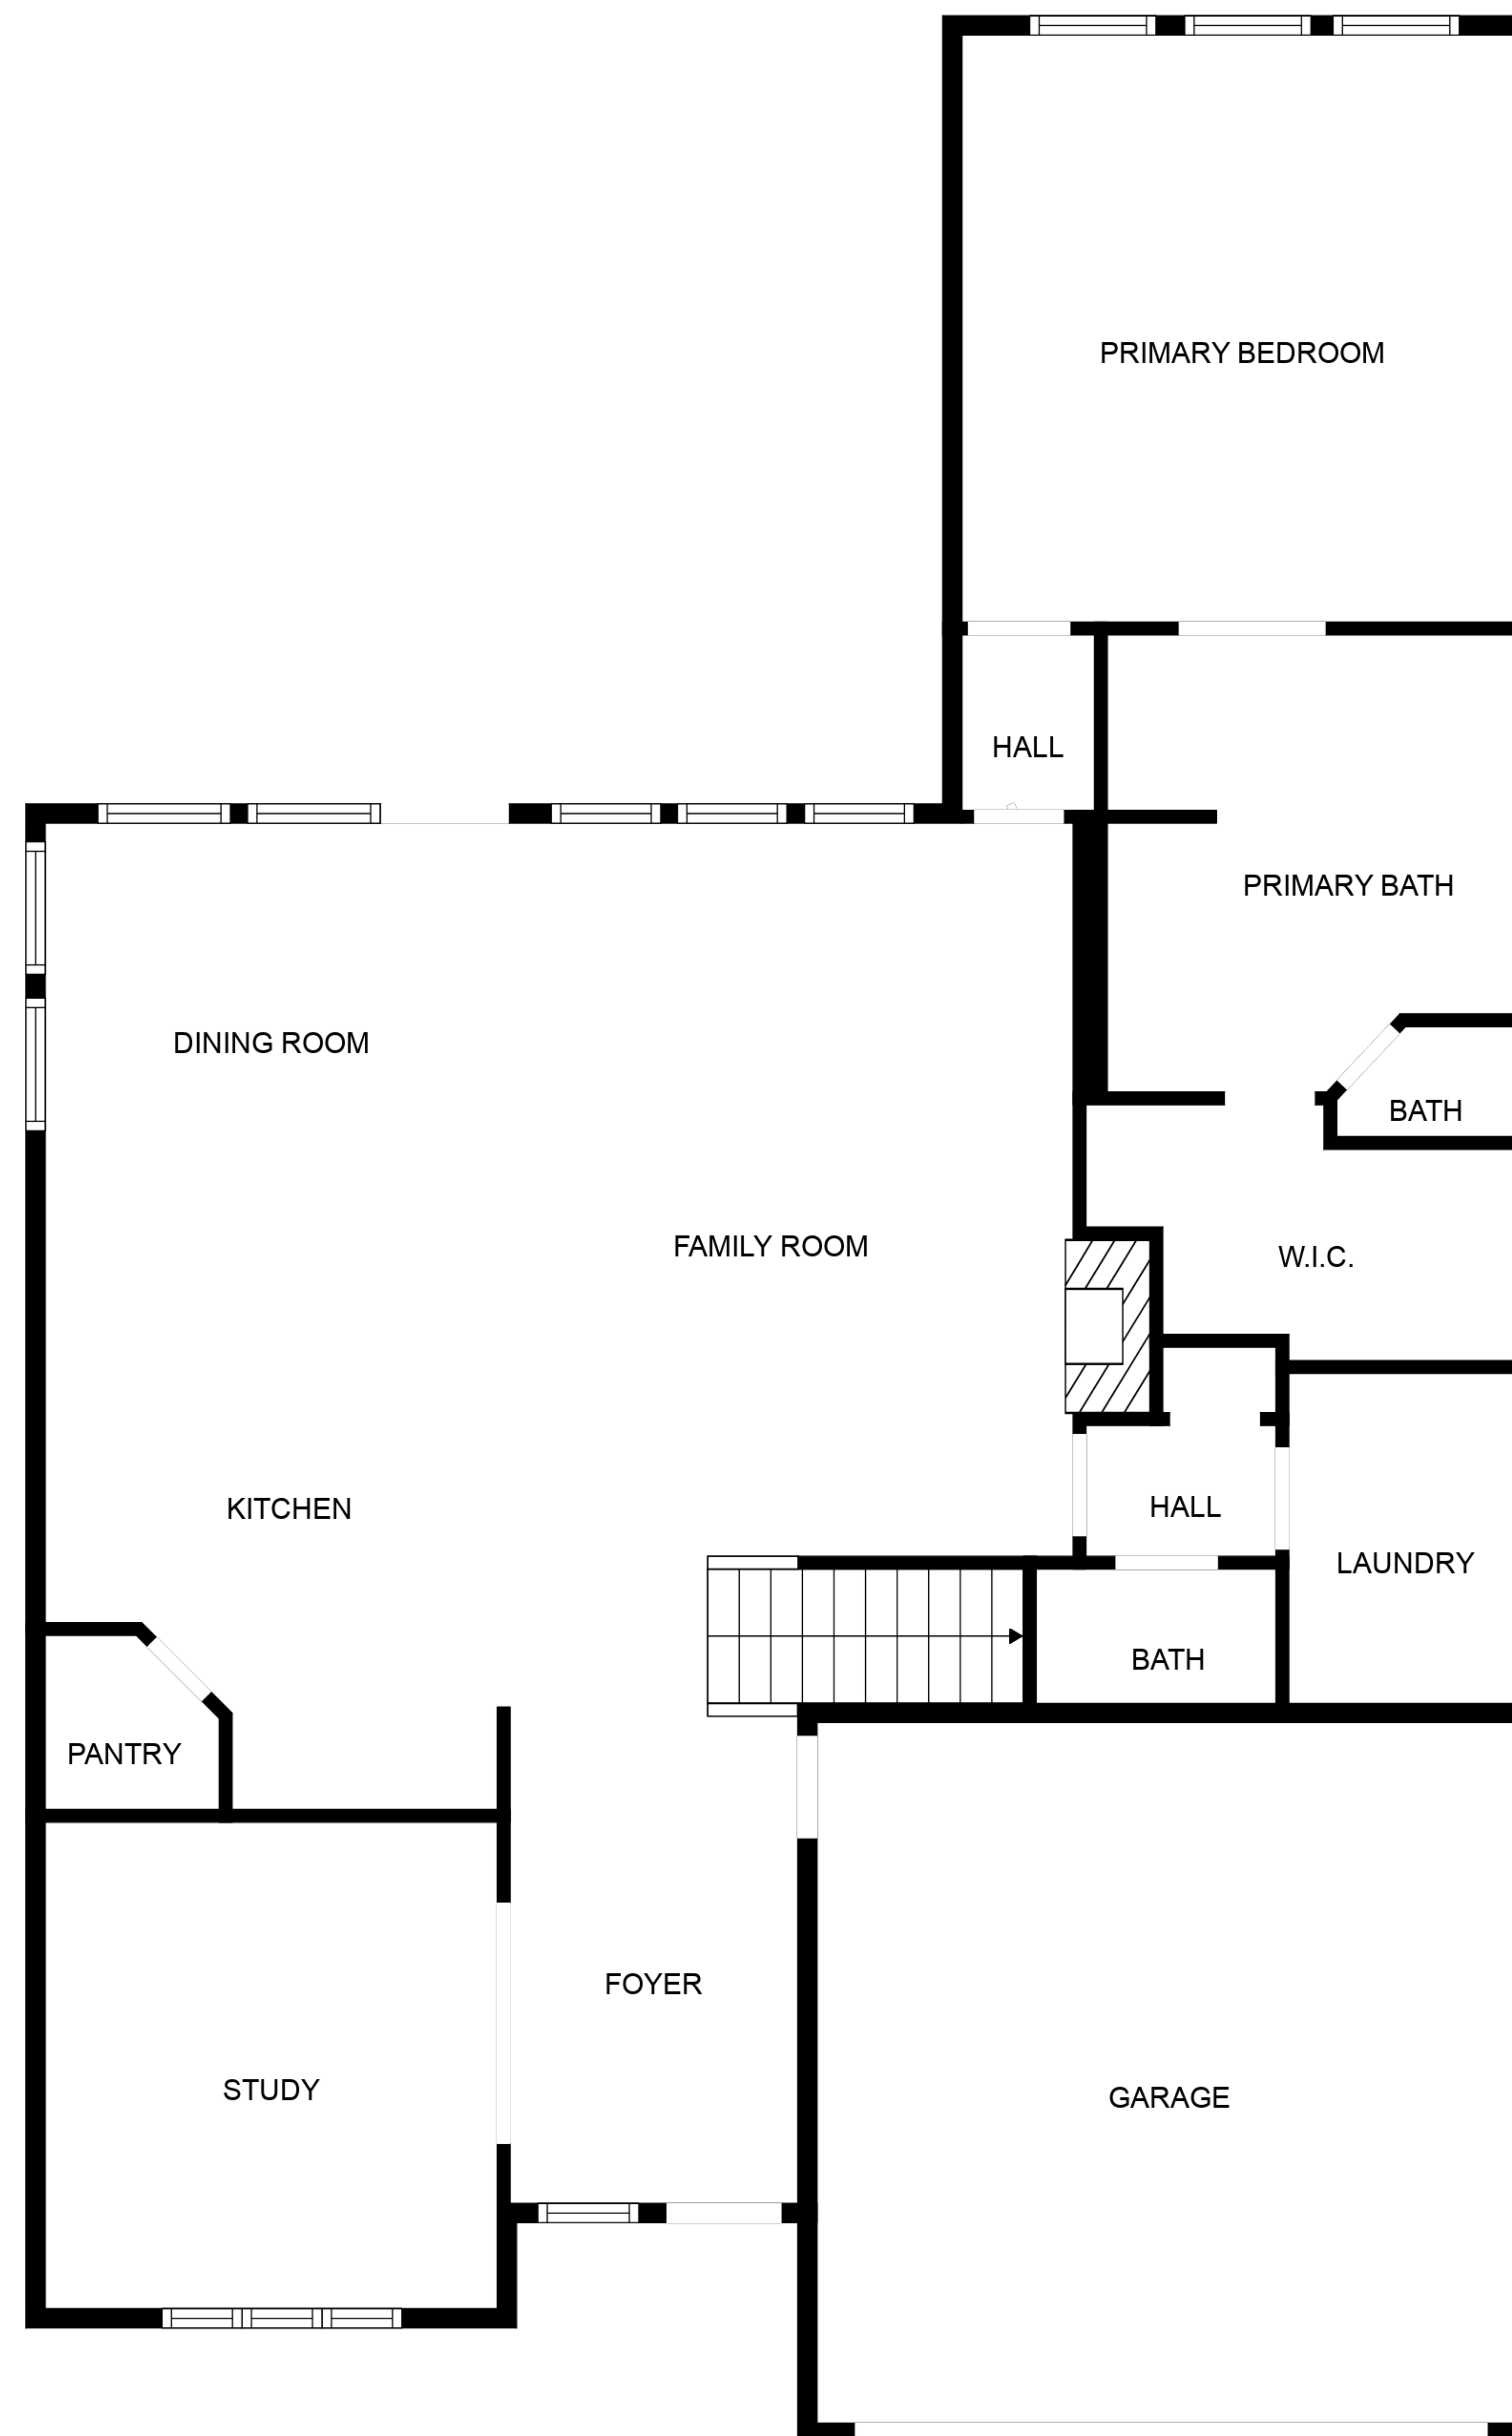 PRIMARY BEDROOM
HALL
PRIMARY BATH
DINING ROOM
BATH
FAMILY ROOM
W.I.C.
KITCHEN
HALL
LAUNDRY
BATH
PANTRY
FOYER
STUDY
GARAGE